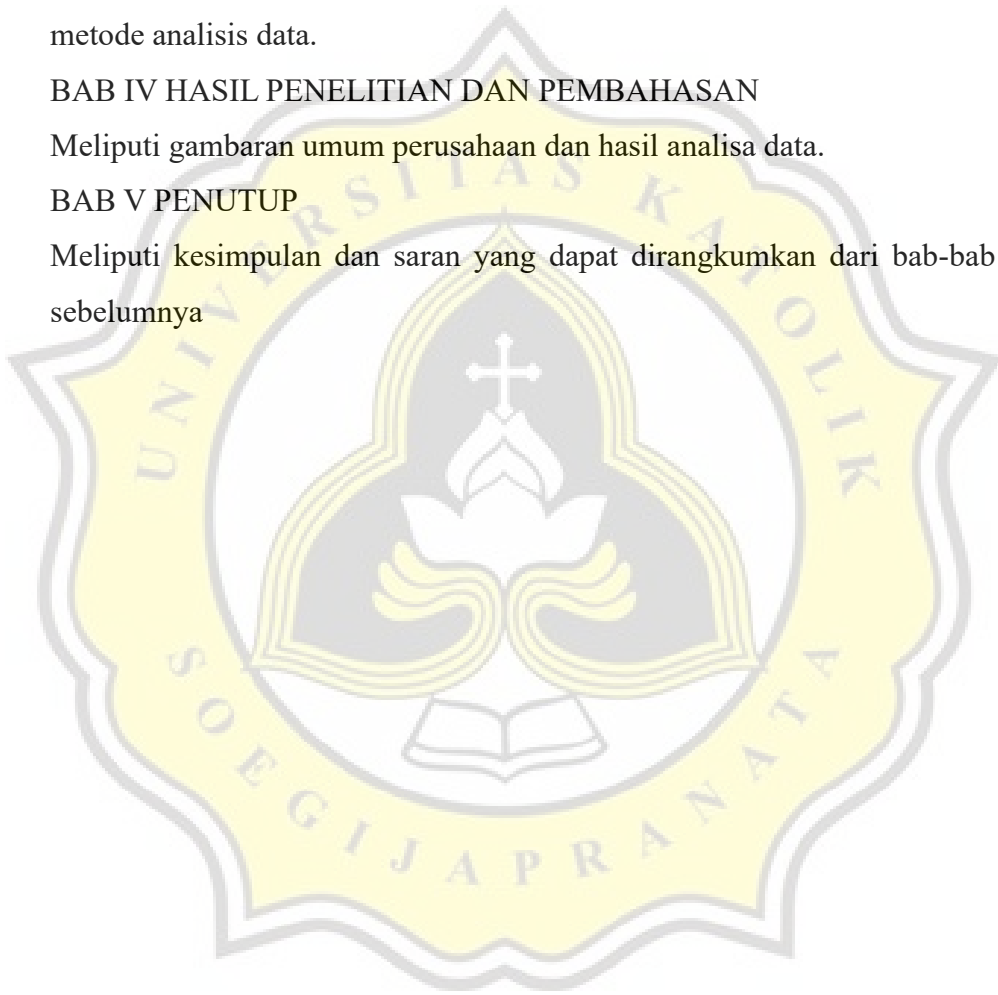 metode analisis data.
BAB IV HASIL PENELITIAN DAN PEMBAHASAN
Meliputi gambaran umum perusahaan dan hasil analisa data.
BAB V PENUTUP
Meliputi kesimpulan dan saran yang dapat dirangkumkan dari bab-bab
sebelumnya
UNIVERSITAS KATOLIK
SOEGIJAPRANATA